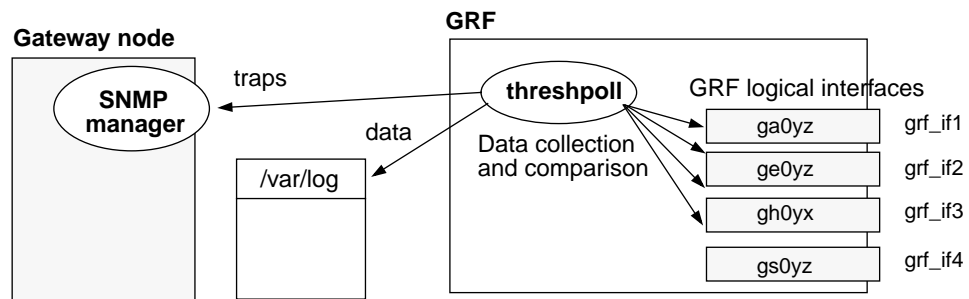 GRF
Gateway node
traps
SNMP
manager
threshpoll
GRF logical interfaces
data
Data collection
and comparison
/var/log
ga0yz
grf_if1
ge0yz
grf_if2
gh0yx
grf_if3
gs0yz
grf_if4